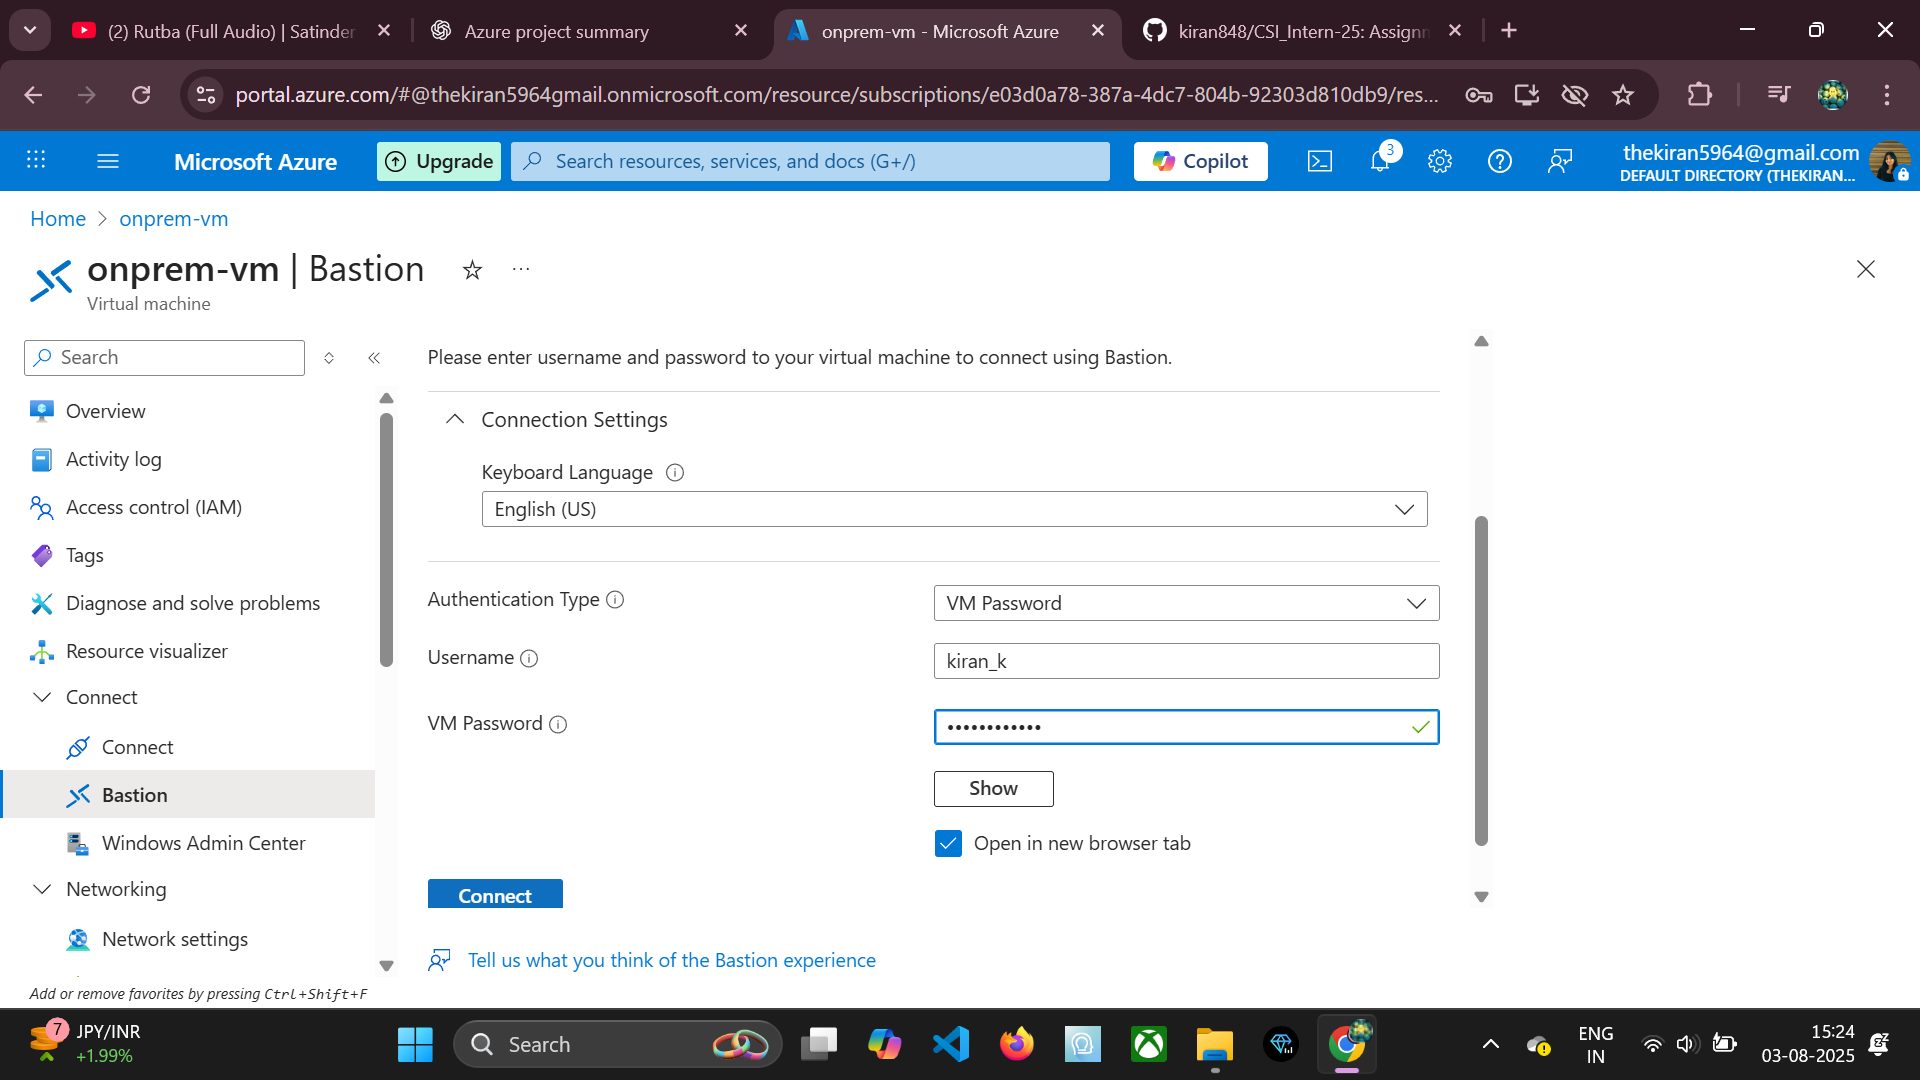 (2) Rutba (Full Audio) | Satinder
Azure project summary
onprem-vm - Microsoft Azure
kiran848/CSI_Intern-25: Assignm
portal.azure.com/#@thekiran5964gmail.onmicrosoft.com/resource/subscriptions/e03d0a78-387a-4dc7-804b-92303d810db9/res...
Microsoft Azure
Upgrade
Search resources, services, and docs (G+/)
Copilot
3
thekiran5964@gmail.com
DEFAULT DIRECTORY (THEKIRAN...
Home > onprem-vm
onprem-vm | Bastion
Virtual machine
Search
Overview
Activity log
Access control (IAM)
Tags
Diagnose and solve problems
Resource visualizer
Connect
Connect
Bastion
Windows Admin Center
Networking
Network settings
Add or remove favorites by pressing Ctrl+Shift+F
Please enter username and password to your virtual machine to connect using Bastion.
Connection Settings
Keyboard Language
English (US)
Authentication Type
VM Password
Username
kiran_k
VM Password
••••••••••••
Show
Open in new browser tab
Connect
Tell us what you think of the Bastion experience
7
JPY/INR
+1.99%
Search
ENG
IN
15:24
03-08-2025